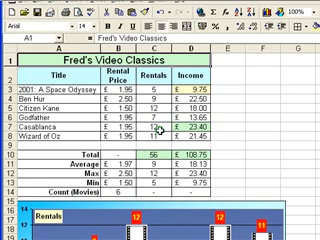 Arial 14 B I U
A1 Fred's Video Classics
A B C D E F G
1 Fred's Video Classics
2 Title Rental Price Rentals Income
3 2001: A Space Odyssey £ 1.95 5 £ 9.75
4 Ben Hur £ 2.50 9 £ 22.50
5 Citizen Kane £ 1.50 12 £ 18.00
6 Godfather £ 1.95 7 £ 13.65
7 Casablanca £ 1.95 12 £ 23.40
8 Wizard of Oz £ 1.95 11 £ 21.45
9
10 Total - 56 £ 108.75
11 Average £ 1.97 9 £ 18.13
12 Max £ 2.50 12 £ 23.40
13 Min £ 1.50 5 £ 9.75
14 Count (Movies) 6 - -
15 14 Rentals
16 12 12 12
17 11
18 10